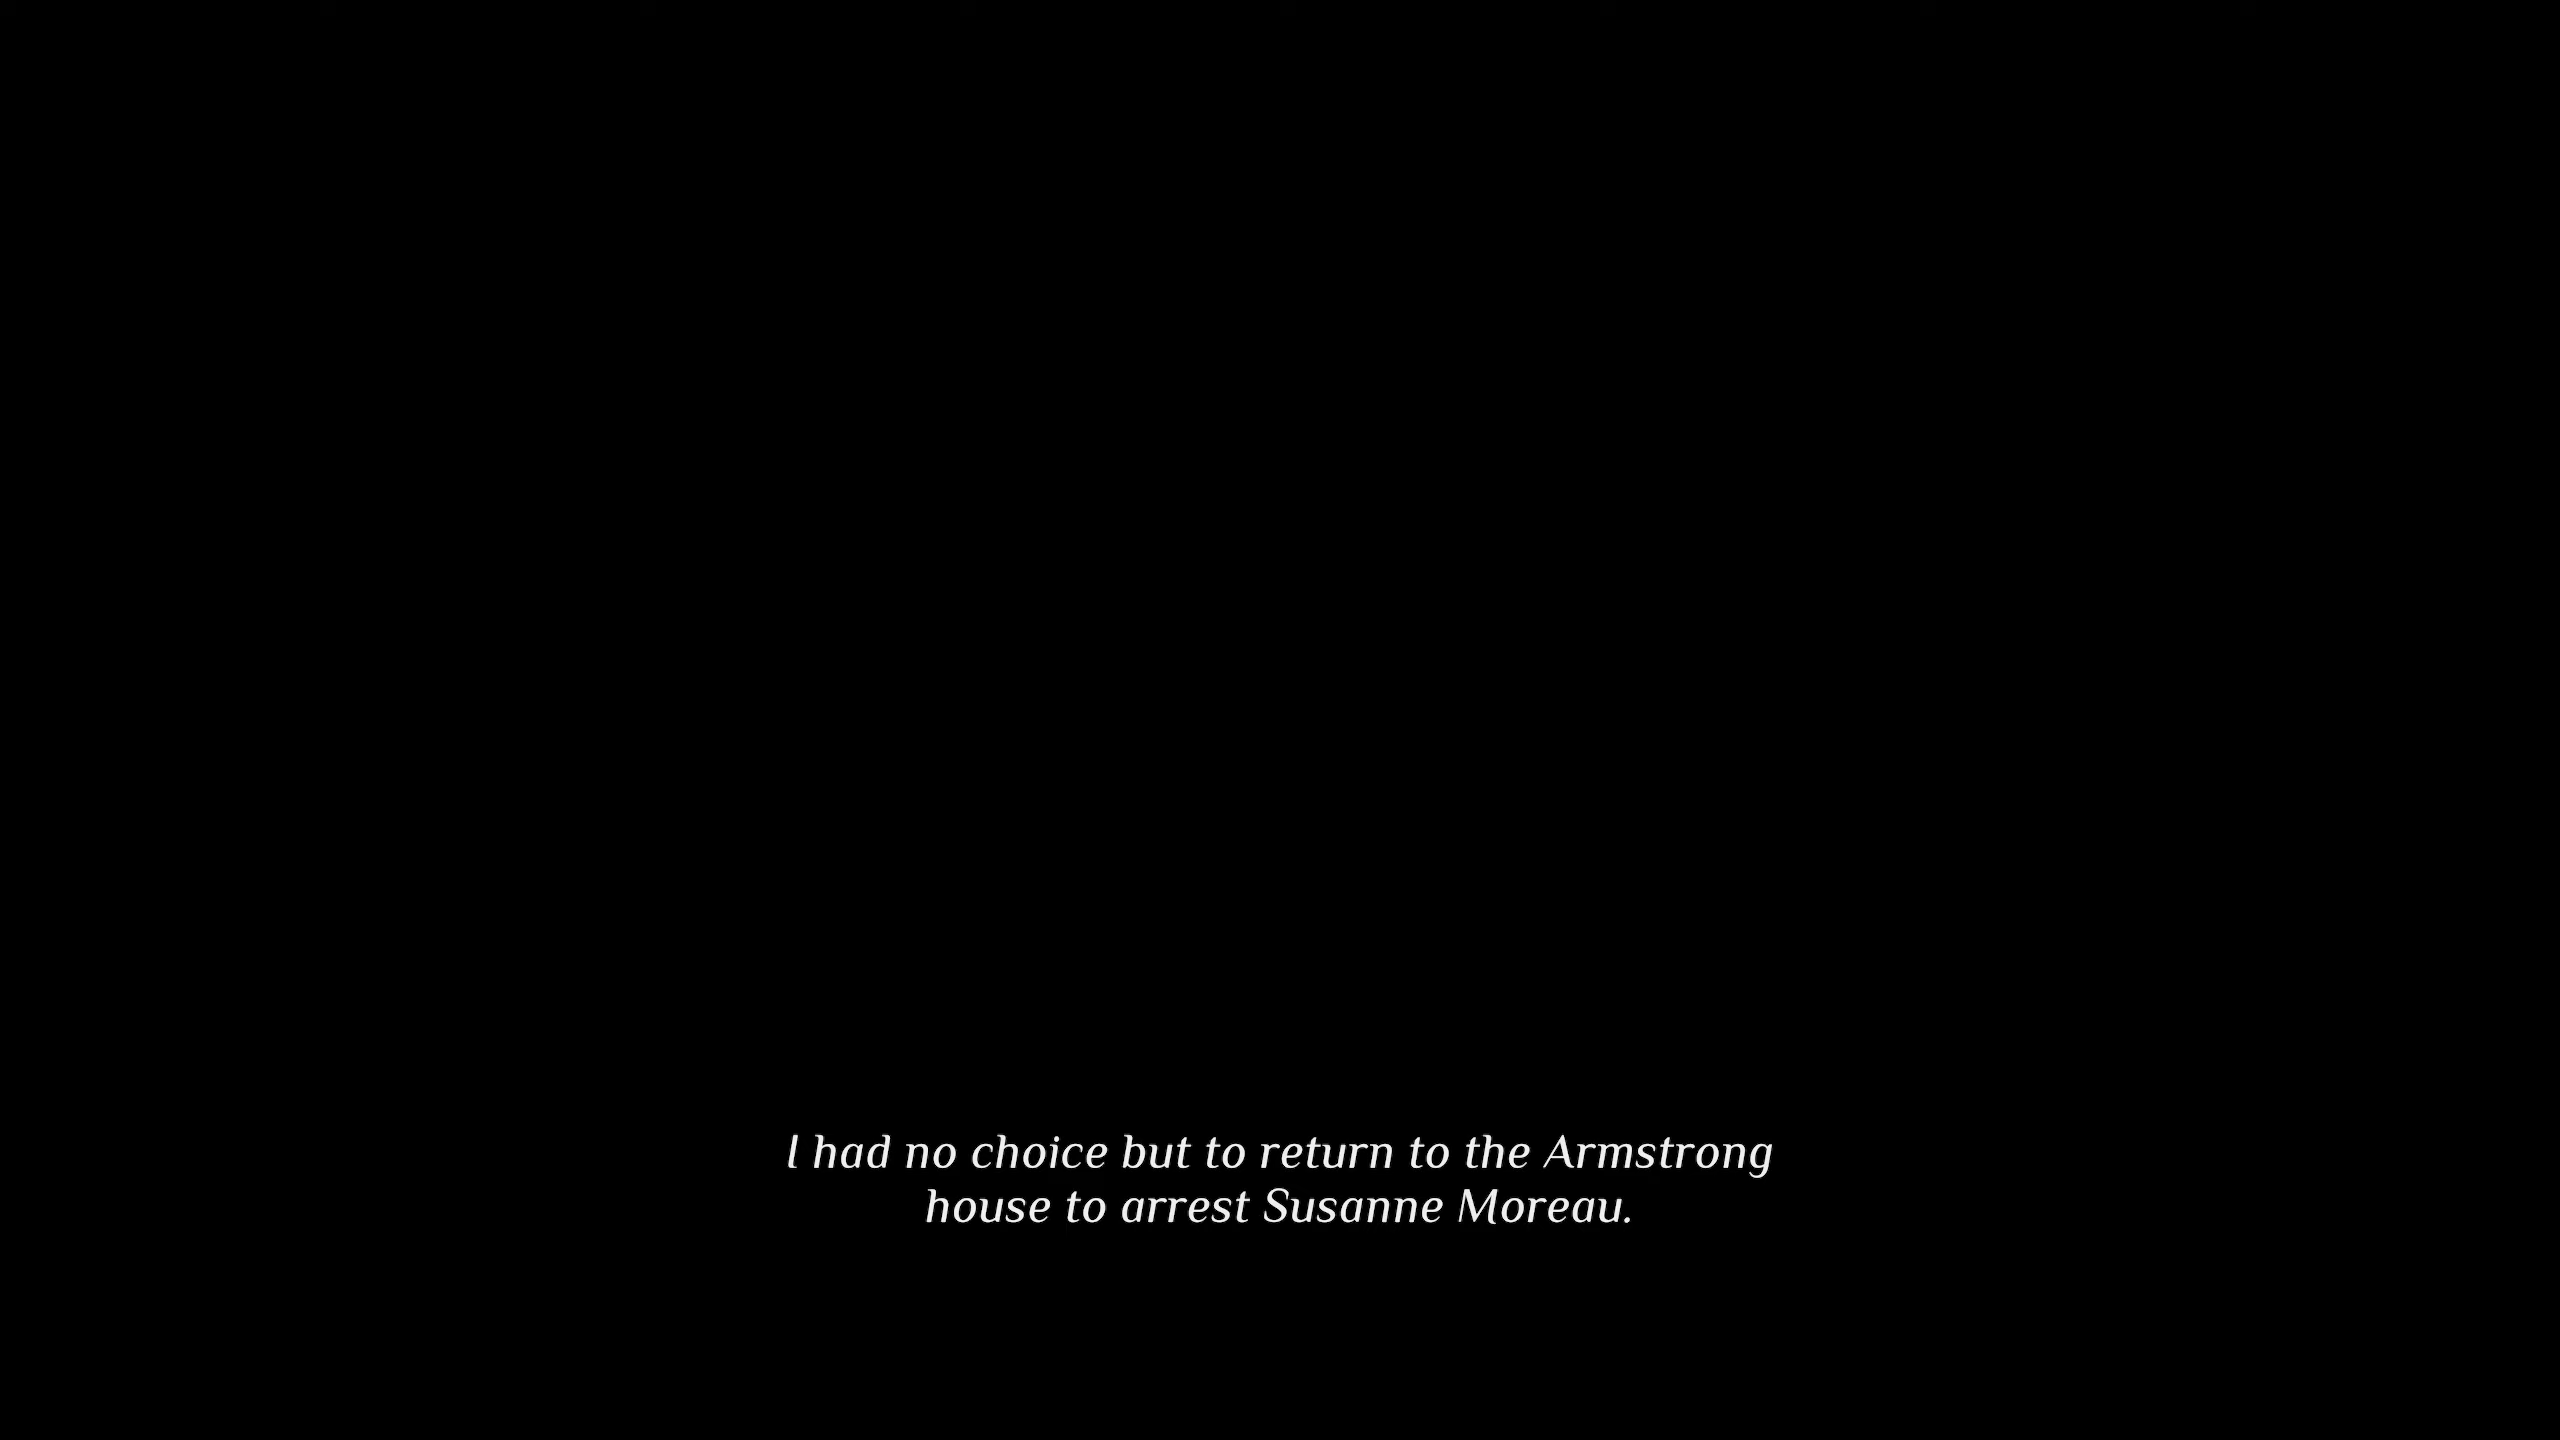 I had no choice but to return to the Armstrong
house to arrest Susanne Moreau.